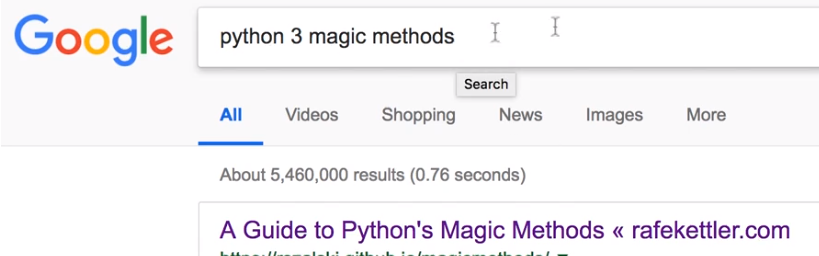 Google
python 3 magic methods
Search
All Videos Shopping News Images More
About 5,460,000 results (0.76 seconds)
A Guide to Python's Magic Methods « rafekettler.com